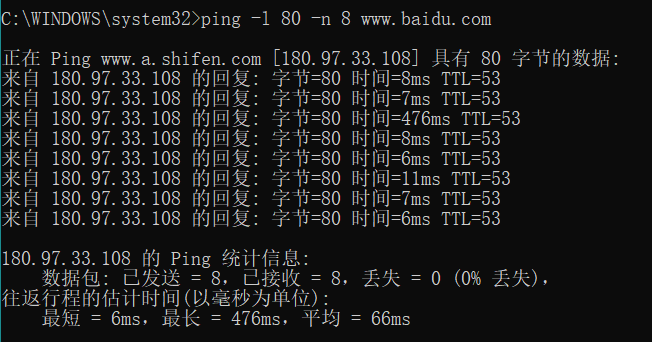 C:\WINDOWS\system32>ping -l 80 -n 8 www.baidu.com
正在 Ping www.a.shifen.com [180.97.33.108] 具有 80 字节的数据:
来自 180.97.33.108 的回复: 字节=80 时间=8ms TTL=53
来自 180.97.33.108 的回复: 字节=80 时间=7ms TTL=53
来自 180.97.33.108 的回复: 字节=80 时间=476ms TTL=53
来自 180.97.33.108 的回复: 字节=80 时间=8ms TTL=53
来自 180.97.33.108 的回复: 字节=80 时间=6ms TTL=53
来自 180.97.33.108 的回复: 字节=80 时间=11ms TTL=53
来自 180.97.33.108 的回复: 字节=80 时间=7ms TTL=53
来自 180.97.33.108 的回复: 字节=80 时间=6ms TTL=53
180.97.33.108 的 Ping 统计信息:
数据包: 已发送 = 8，已接收 = 8，丢失 = 0 (0% 丢失)，
往返行程的估计时间(以毫秒为单位):
最短 = 6ms，最长 = 476ms，平均 = 66ms